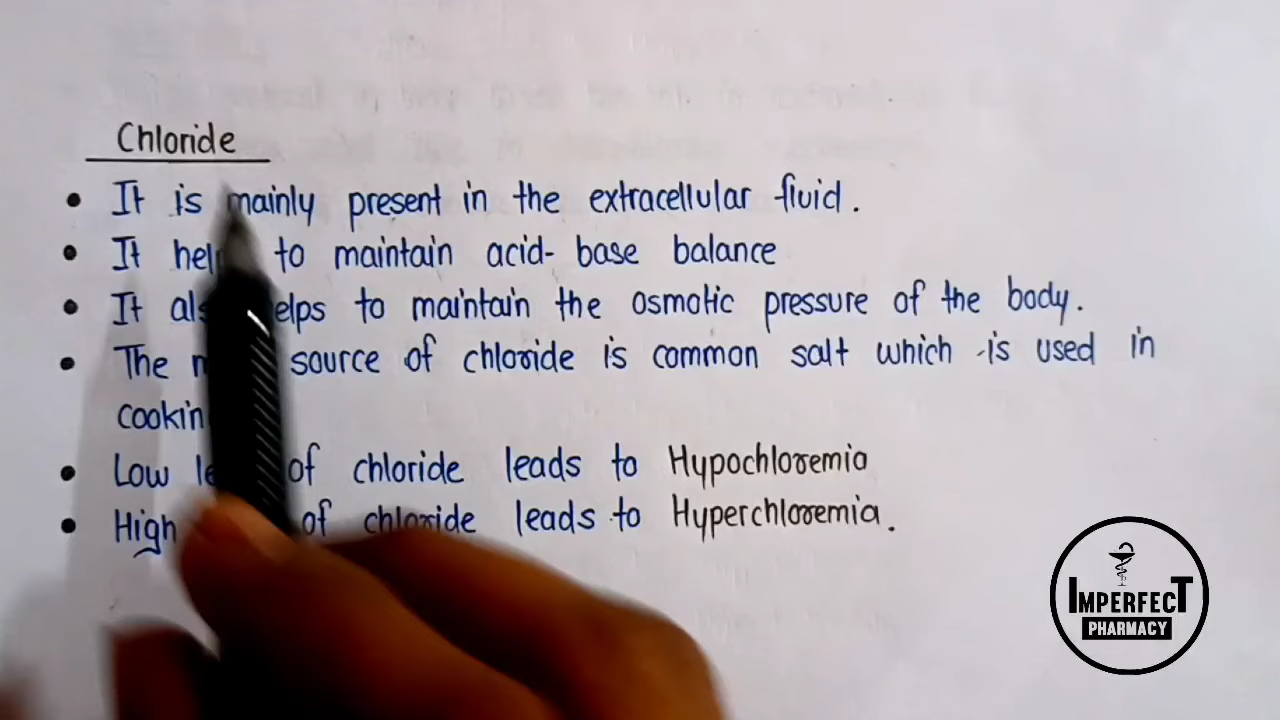 Chloride
• It is mainly present in the extracellular fluid.
• It to maintain acid- base balance
• It to maintain the osmotic pressure of the body.
• The source of chloride is common salt which is used in
• Low of chloride leads to Hypochloremia
• High of chloride leads to Hyperchloremia.
IMPERFECT
PHARMACY